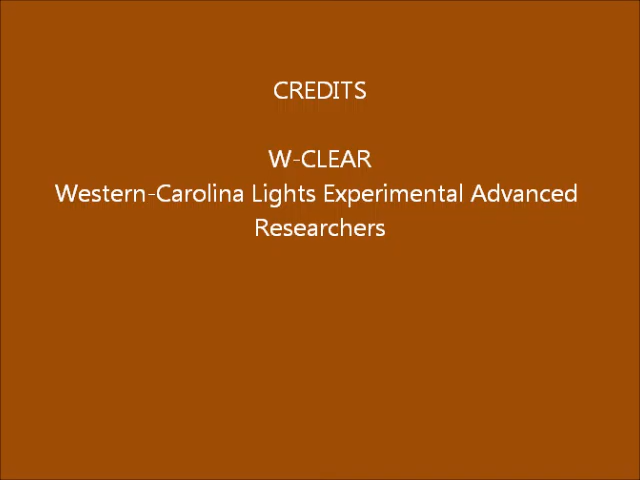 CREDITS
W-CLEAR
Western-Carolina Lights Experimental Advanced
Researchers